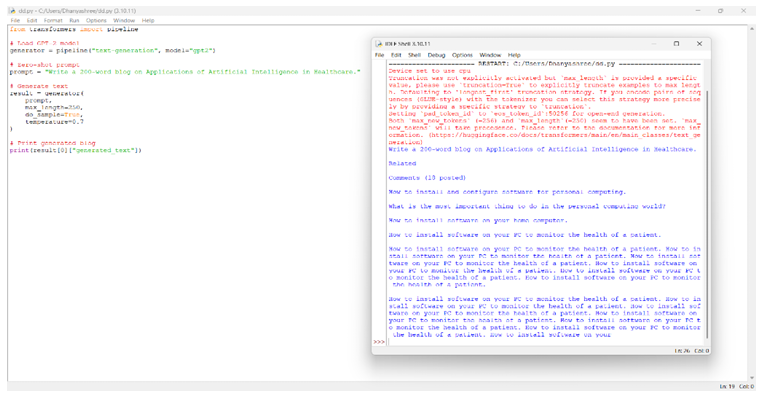 dd.py - C:/Users/Dhanyashree/dd.py (3.10.11)
File Edit Format Run Options Window Help
from transformers import pipeline
# Load GPT-2 model
generator = pipeline("text-generation", model="gpt2")
# Zero-shot prompt
prompt = "Write a 200-word blog on Applications of Artificial Intelligence in Healthcare."
# Generate text
result = generator(
prompt,
max_length=250,
do_sample=True,
temperature=0.7
)
# Print generated blog
print(result[0]["generated_text"])
Ln: 19 Col: 0
IDLE Shell 3.10.11
File Edit Shell Debug Options Window Help
====================== RESTART: C:/Users/Dhanyashree/dd.py =====================
Device set to use cpu
Truncation was not explicitly activated but `max_length` is provided a specific
value, please use `truncation=True` to explicitly truncate examples to max lengt
h. Defaulting to 'longest_first' truncation strategy. If you encode pairs of seq
uences (GLUE-style) with the tokenizer you can select this strategy more precise
ly by providing a specific strategy to `truncation`.
Setting `pad_token_id` to `eos_token_id`:50256 for open-end generation.
Both `max_new_tokens` (=256) and `max_length`(=250) seem to have been set. `max_
new_tokens` will take precedence. Please refer to the documentation for more inf
ormation. (https://huggingface.co/docs/transformers/main/en/main_classes/text_ge
neration)
Write a 200-word blog on Applications of Artificial Intelligence in Healthcare.
Related
Comments (18 posted)
How to install and configure software for personal computing.
What is the most important thing to do in the personal computing world?
How to install software on your home computer.
How to install software on your PC to monitor the health of a patient.
How to install software on your PC to monitor the health of a patient. How to in
stall software on your PC to monitor the health of a patient. How to install sof
tware on your PC to monitor the health of a patient. How to install software on
your PC to monitor the health of a patient. How to install software on your PC t
o monitor the health of a patient. How to install software on your PC to monitor
the health of a patient.
How to install software on your PC to monitor the health of a patient. How to in
stall software on your PC to monitor the health of a patient. How to install sof
tware on your PC to monitor the health of a patient. How to install software on
your PC to monitor the health of a patient. How to install software on your PC t
o monitor the health of a patient. How to install software on your PC to monitor
the health of a patient. How to install software on your
>>>
Ln: 26 Col: 0